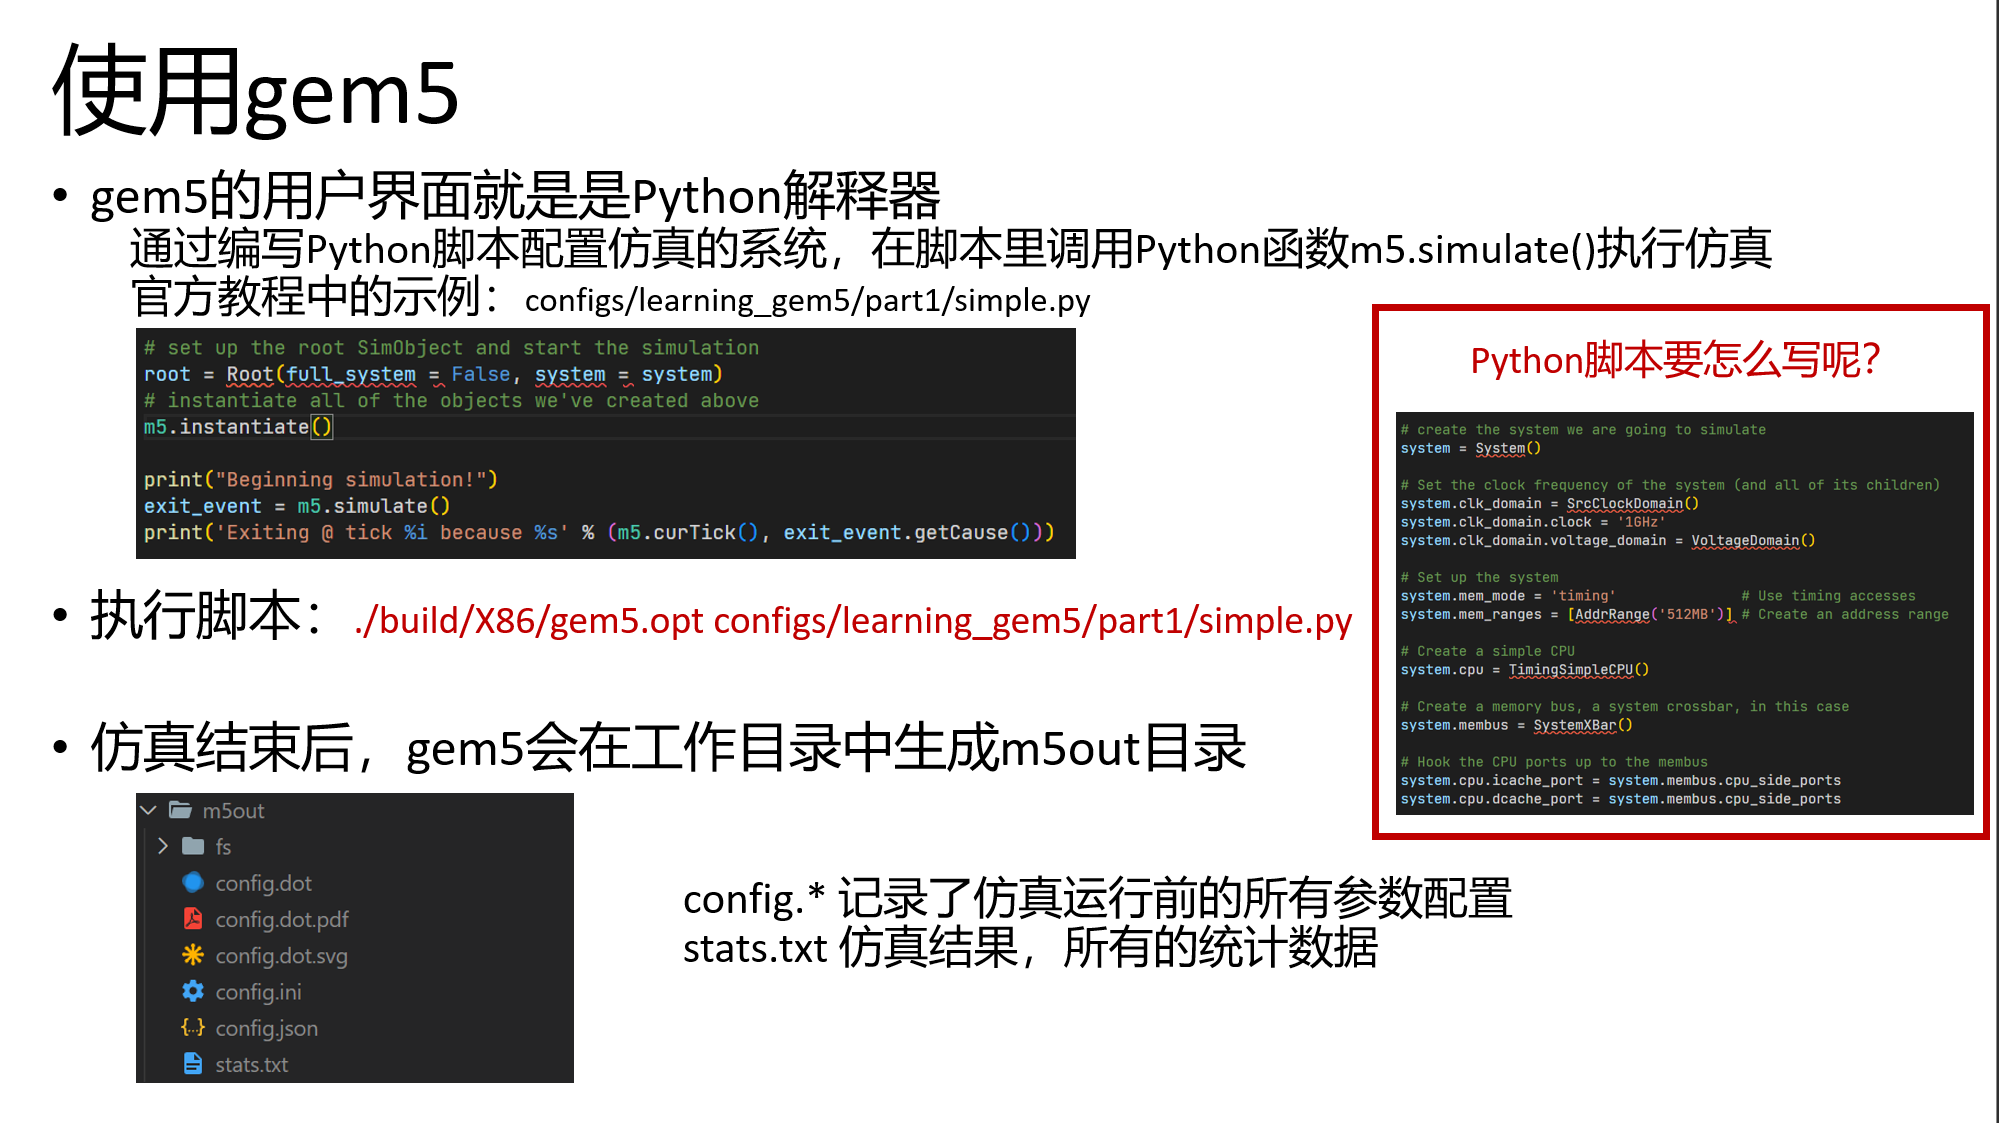 使用gem5
• gem5的用户界面就是是Python解释器
通过编写Python脚本配置仿真的系统，在脚本里调用Python函数m5.simulate()执行仿真
官方教程中的示例：configs/learning_gem5/part1/simple.py
# set up the root SimObject and start the simulation
root = Root(full_system = False, system = system)
# instantiate all of the objects we've created above
m5.instantiate()
print("Beginning simulation!")
exit_event = m5.simulate()
print('Exiting @ tick %i because %s' % (m5.curTick(), exit_event.getCause()))
• 执行脚本：./build/X86/gem5.opt configs/learning_gem5/part1/simple.py
• 仿真结束后，gem5会在工作目录中生成m5out目录
m5out
fs
config.dot
config.dot.pdf
config.dot.svg
config.ini
config.json
stats.txt
config.* 记录了仿真运行前的所有参数配置
stats.txt 仿真结果，所有的统计数据
Python脚本要怎么写呢？
# create the system we are going to simulate
system = System()
# Set the clock frequency of the system (and all of its children)
system.clk_domain = SrcClockDomain()
system.clk_domain.clock = '1GHz'
system.clk_domain.voltage_domain = VoltageDomain()
# Set up the system
system.mem_mode = 'timing' # Use timing accesses
system.mem_ranges = [AddrRange('512MB')] # Create an address range
# Create a simple CPU
system.cpu = TimingSimpleCPU()
# Create a memory bus, a system crossbar, in this case
system.membus = SystemXBar()
# Hook the CPU ports up to the membus
system.cpu.icache_port = system.membus.cpu_side_ports
system.cpu.dcache_port = system.membus.cpu_side_ports